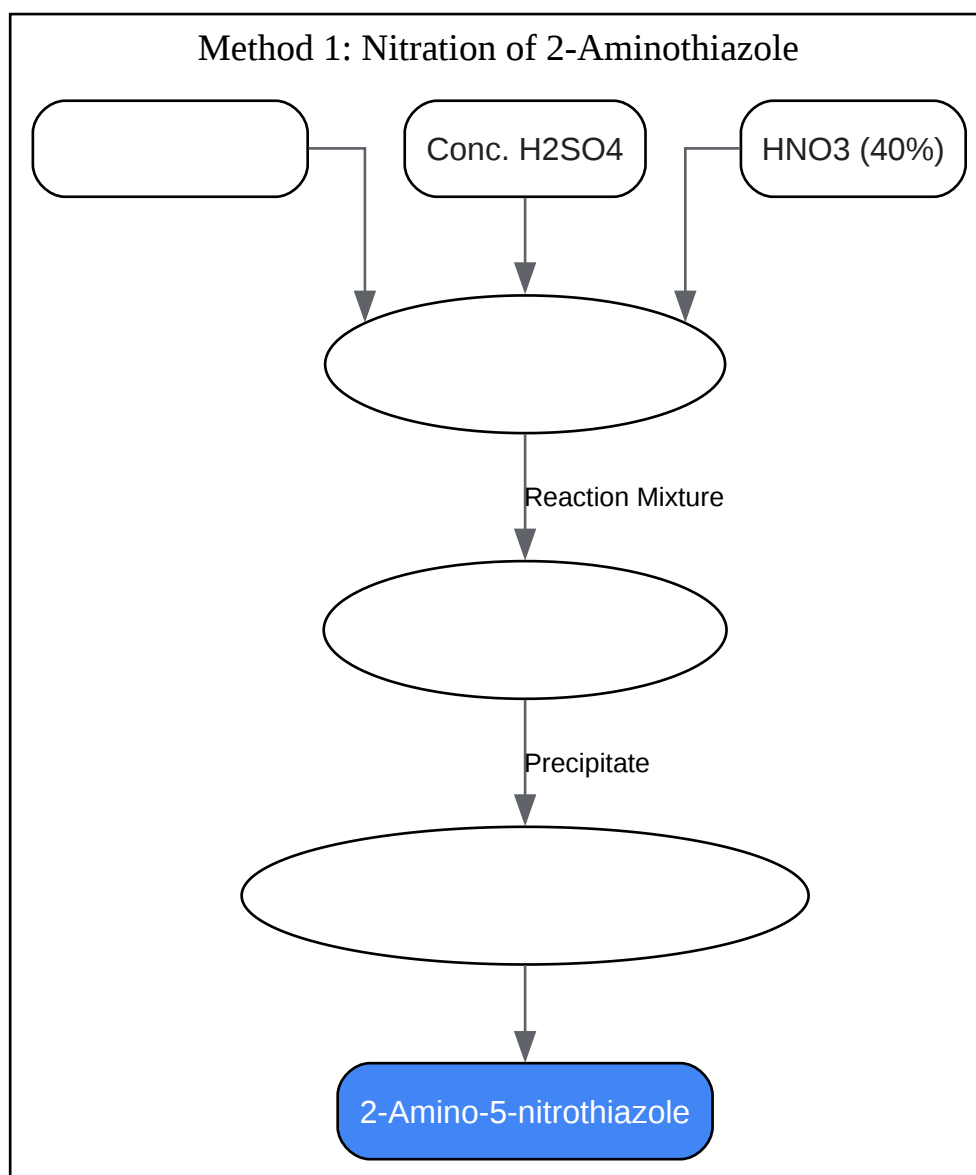 Method 1: Nitration of 2-Aminothiazole
Conc. H2SO4
HNO3 (40%)
Reaction Mixture
Precipitate
2-Amino-5-nitrothiazole